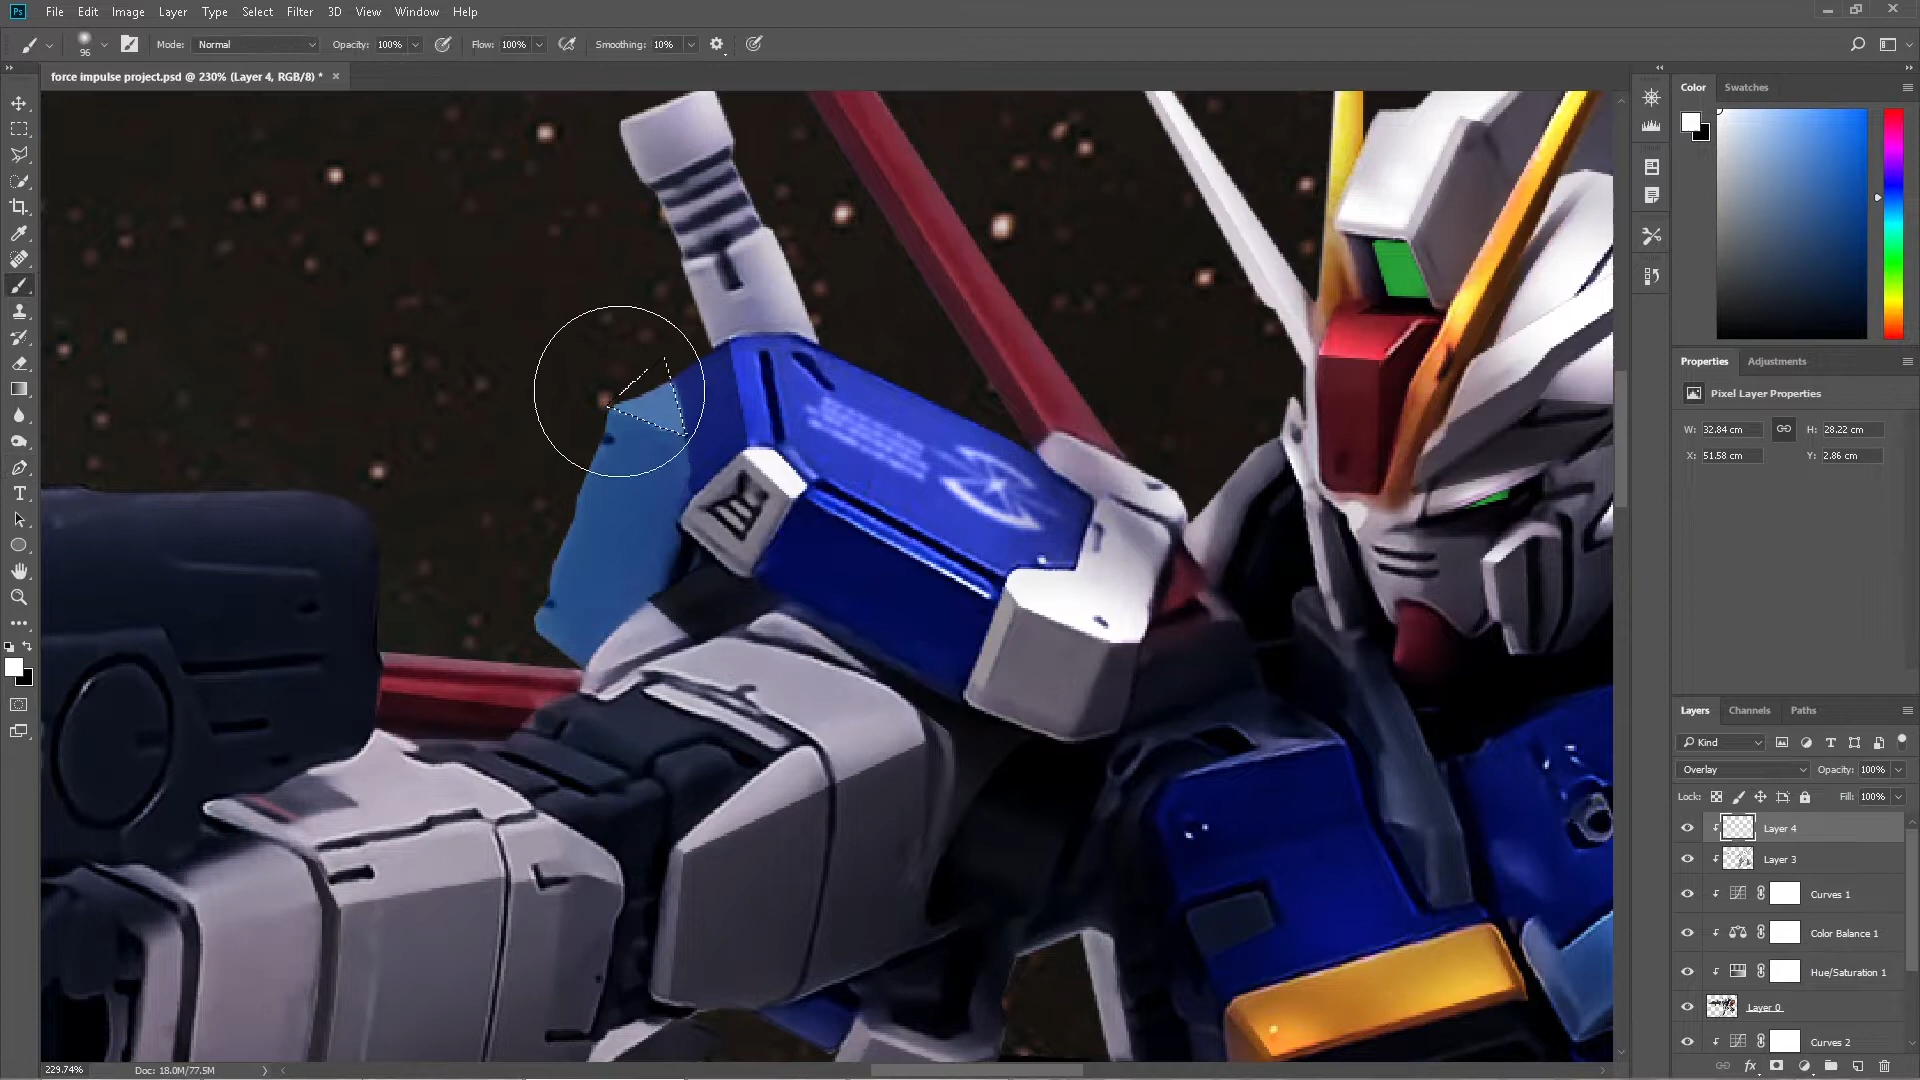 Ps File Edit Image Layer Type Select Filter 3D View Window Help
96 Mode: Normal Opacity: 100% Flow: 100% Smoothing: 10%
force impulse project.psd @ 230% (Layer 4, RGB/8) * ×
Color Swatches
Properties Adjustments
Pixel Layer Properties
W: 32.84 cm H: 28.22 cm
X: 51.58 cm Y: 2.86 cm
Layers Channels Paths
Kind
Overlay Opacity: 100%
Lock: Fill: 100%
Layer 4
Layer 3
Curves 1
Color Balance 1
Hue/Saturation 1
Layer 0
Curves 2
fx
229.74% Doc: 18.0M/77.5M